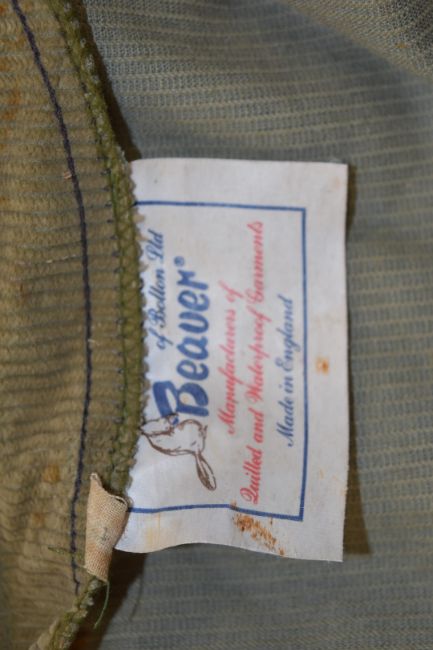 of Bolton Ltd
Beaver®
Manufacturers of
Quilted and Waterproof Garments
Made in England